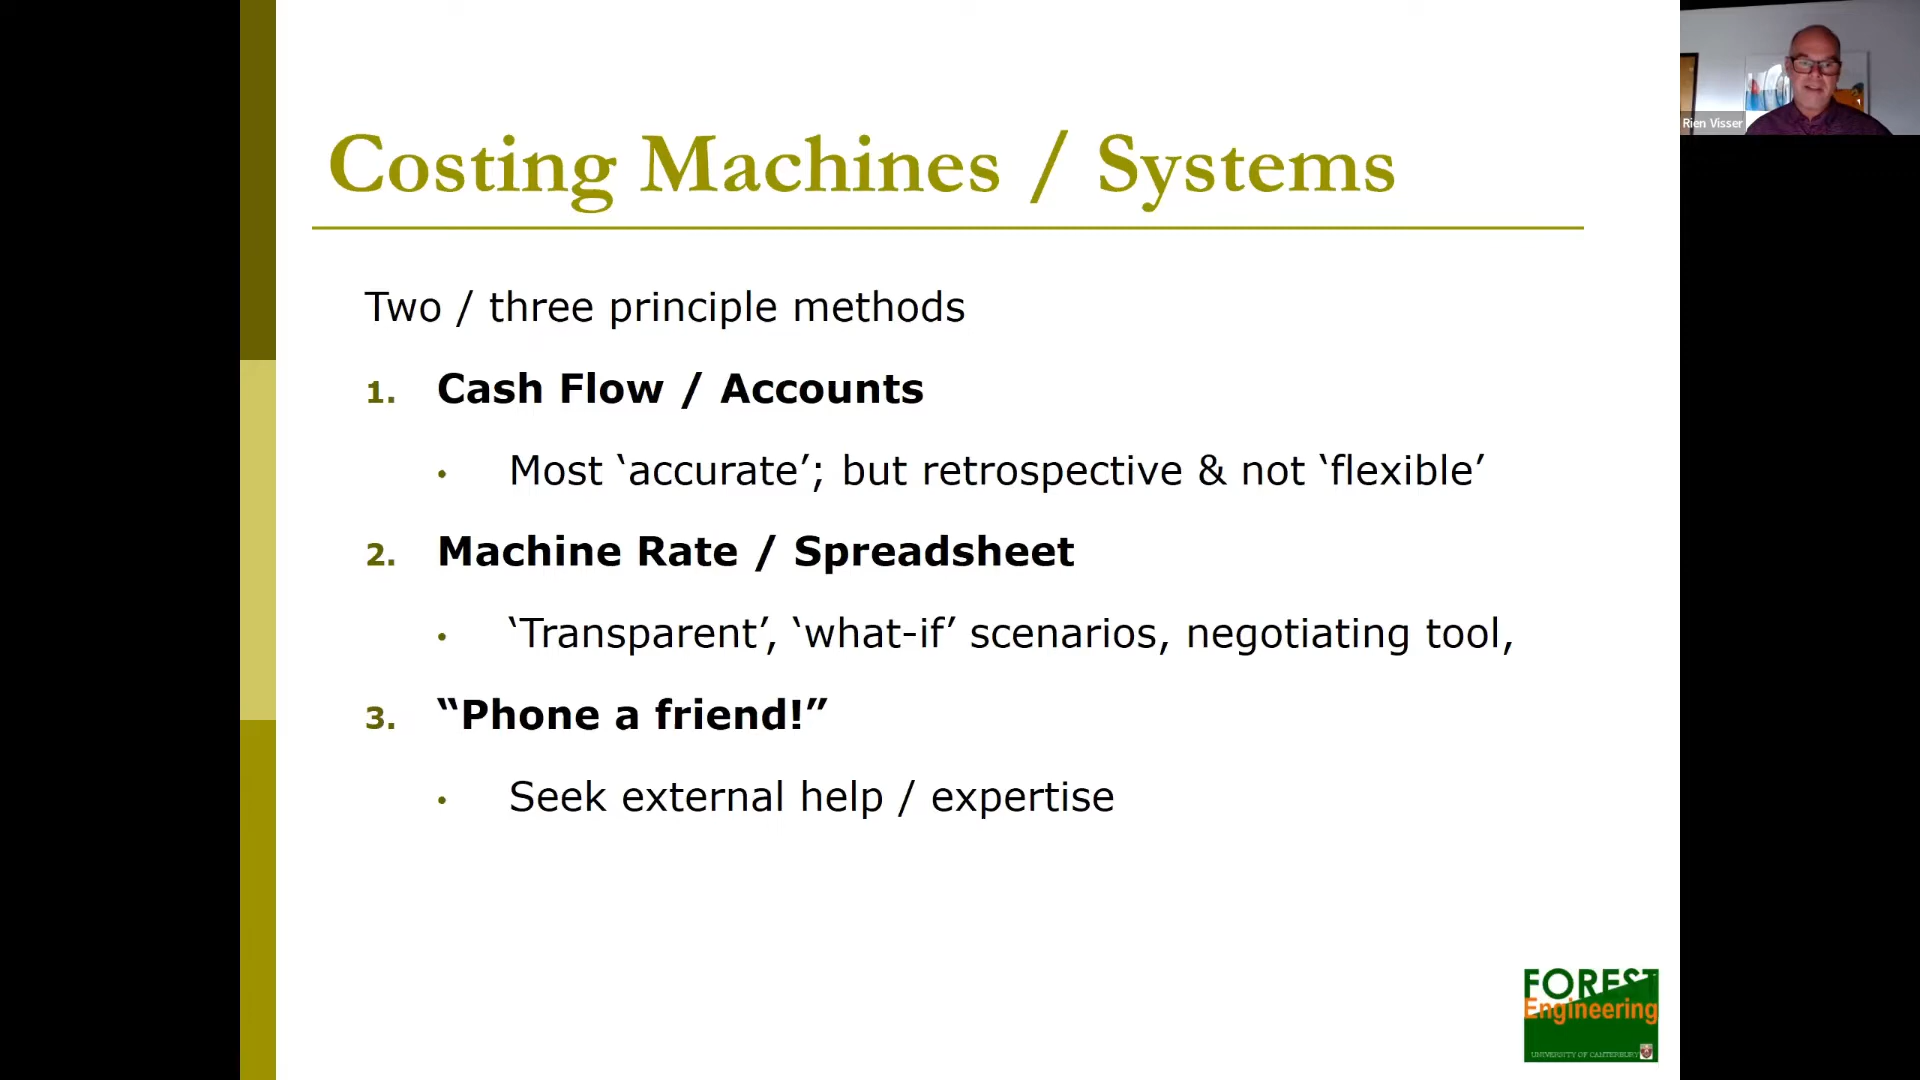 Rien Visser
Costing Machines / Systems
Two / three principle methods
1. Cash Flow / Accounts
• Most ‘accurate’; but retrospective & not ‘flexible’
2. Machine Rate / Spreadsheet
• ‘Transparent’, ‘what-if’ scenarios, negotiating tool,
3. “Phone a friend!”
• Seek external help / expertise
FOREST
Engineering
UNIVERSITY OF CANTERBURY